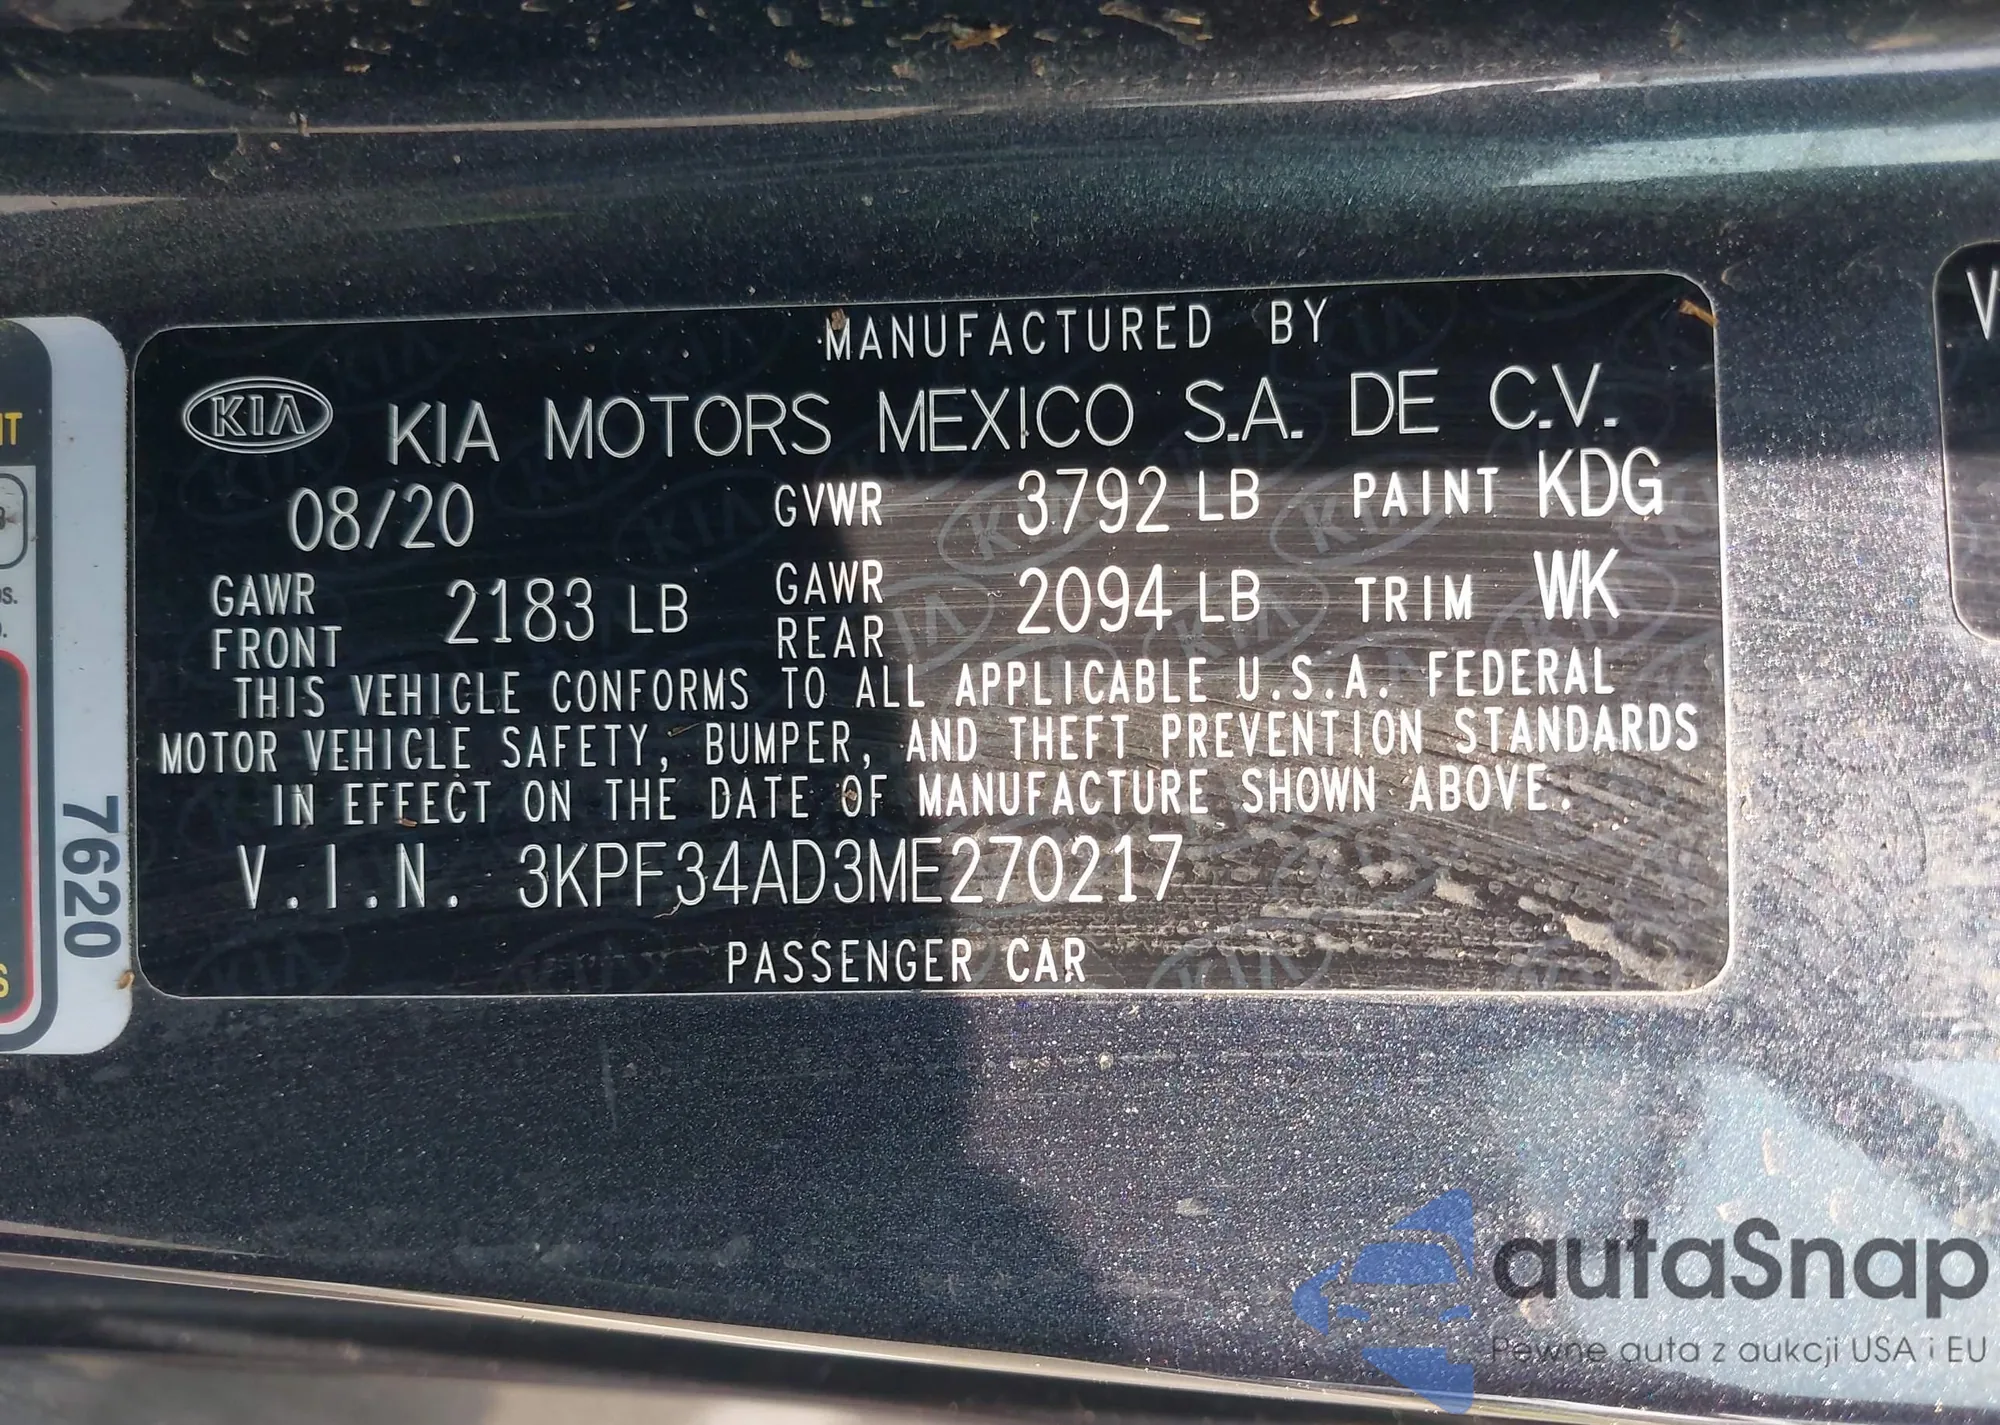 MANUFACTURED BY
KIA KIA MOTORS MEXICO S.A. DE C.V.
08/20 GVWR 3792 LB PAINT KDG
GAWR FRONT 2183 LB GAWR REAR 2094 LB TRIM WK
THIS VEHICLE CONFORMS TO ALL APPLICABLE U.S.A. FEDERAL
MOTOR VEHICLE SAFETY, BUMPER, AND THEFT PREVENTION STANDARDS
IN EFFECT ON THE DATE OF MANUFACTURE SHOWN ABOVE.
V.I.N. 3KPF34AD3ME270217
PASSENGER CAR
7620
autaSnap
Pewne auta z aukcji USA i EU